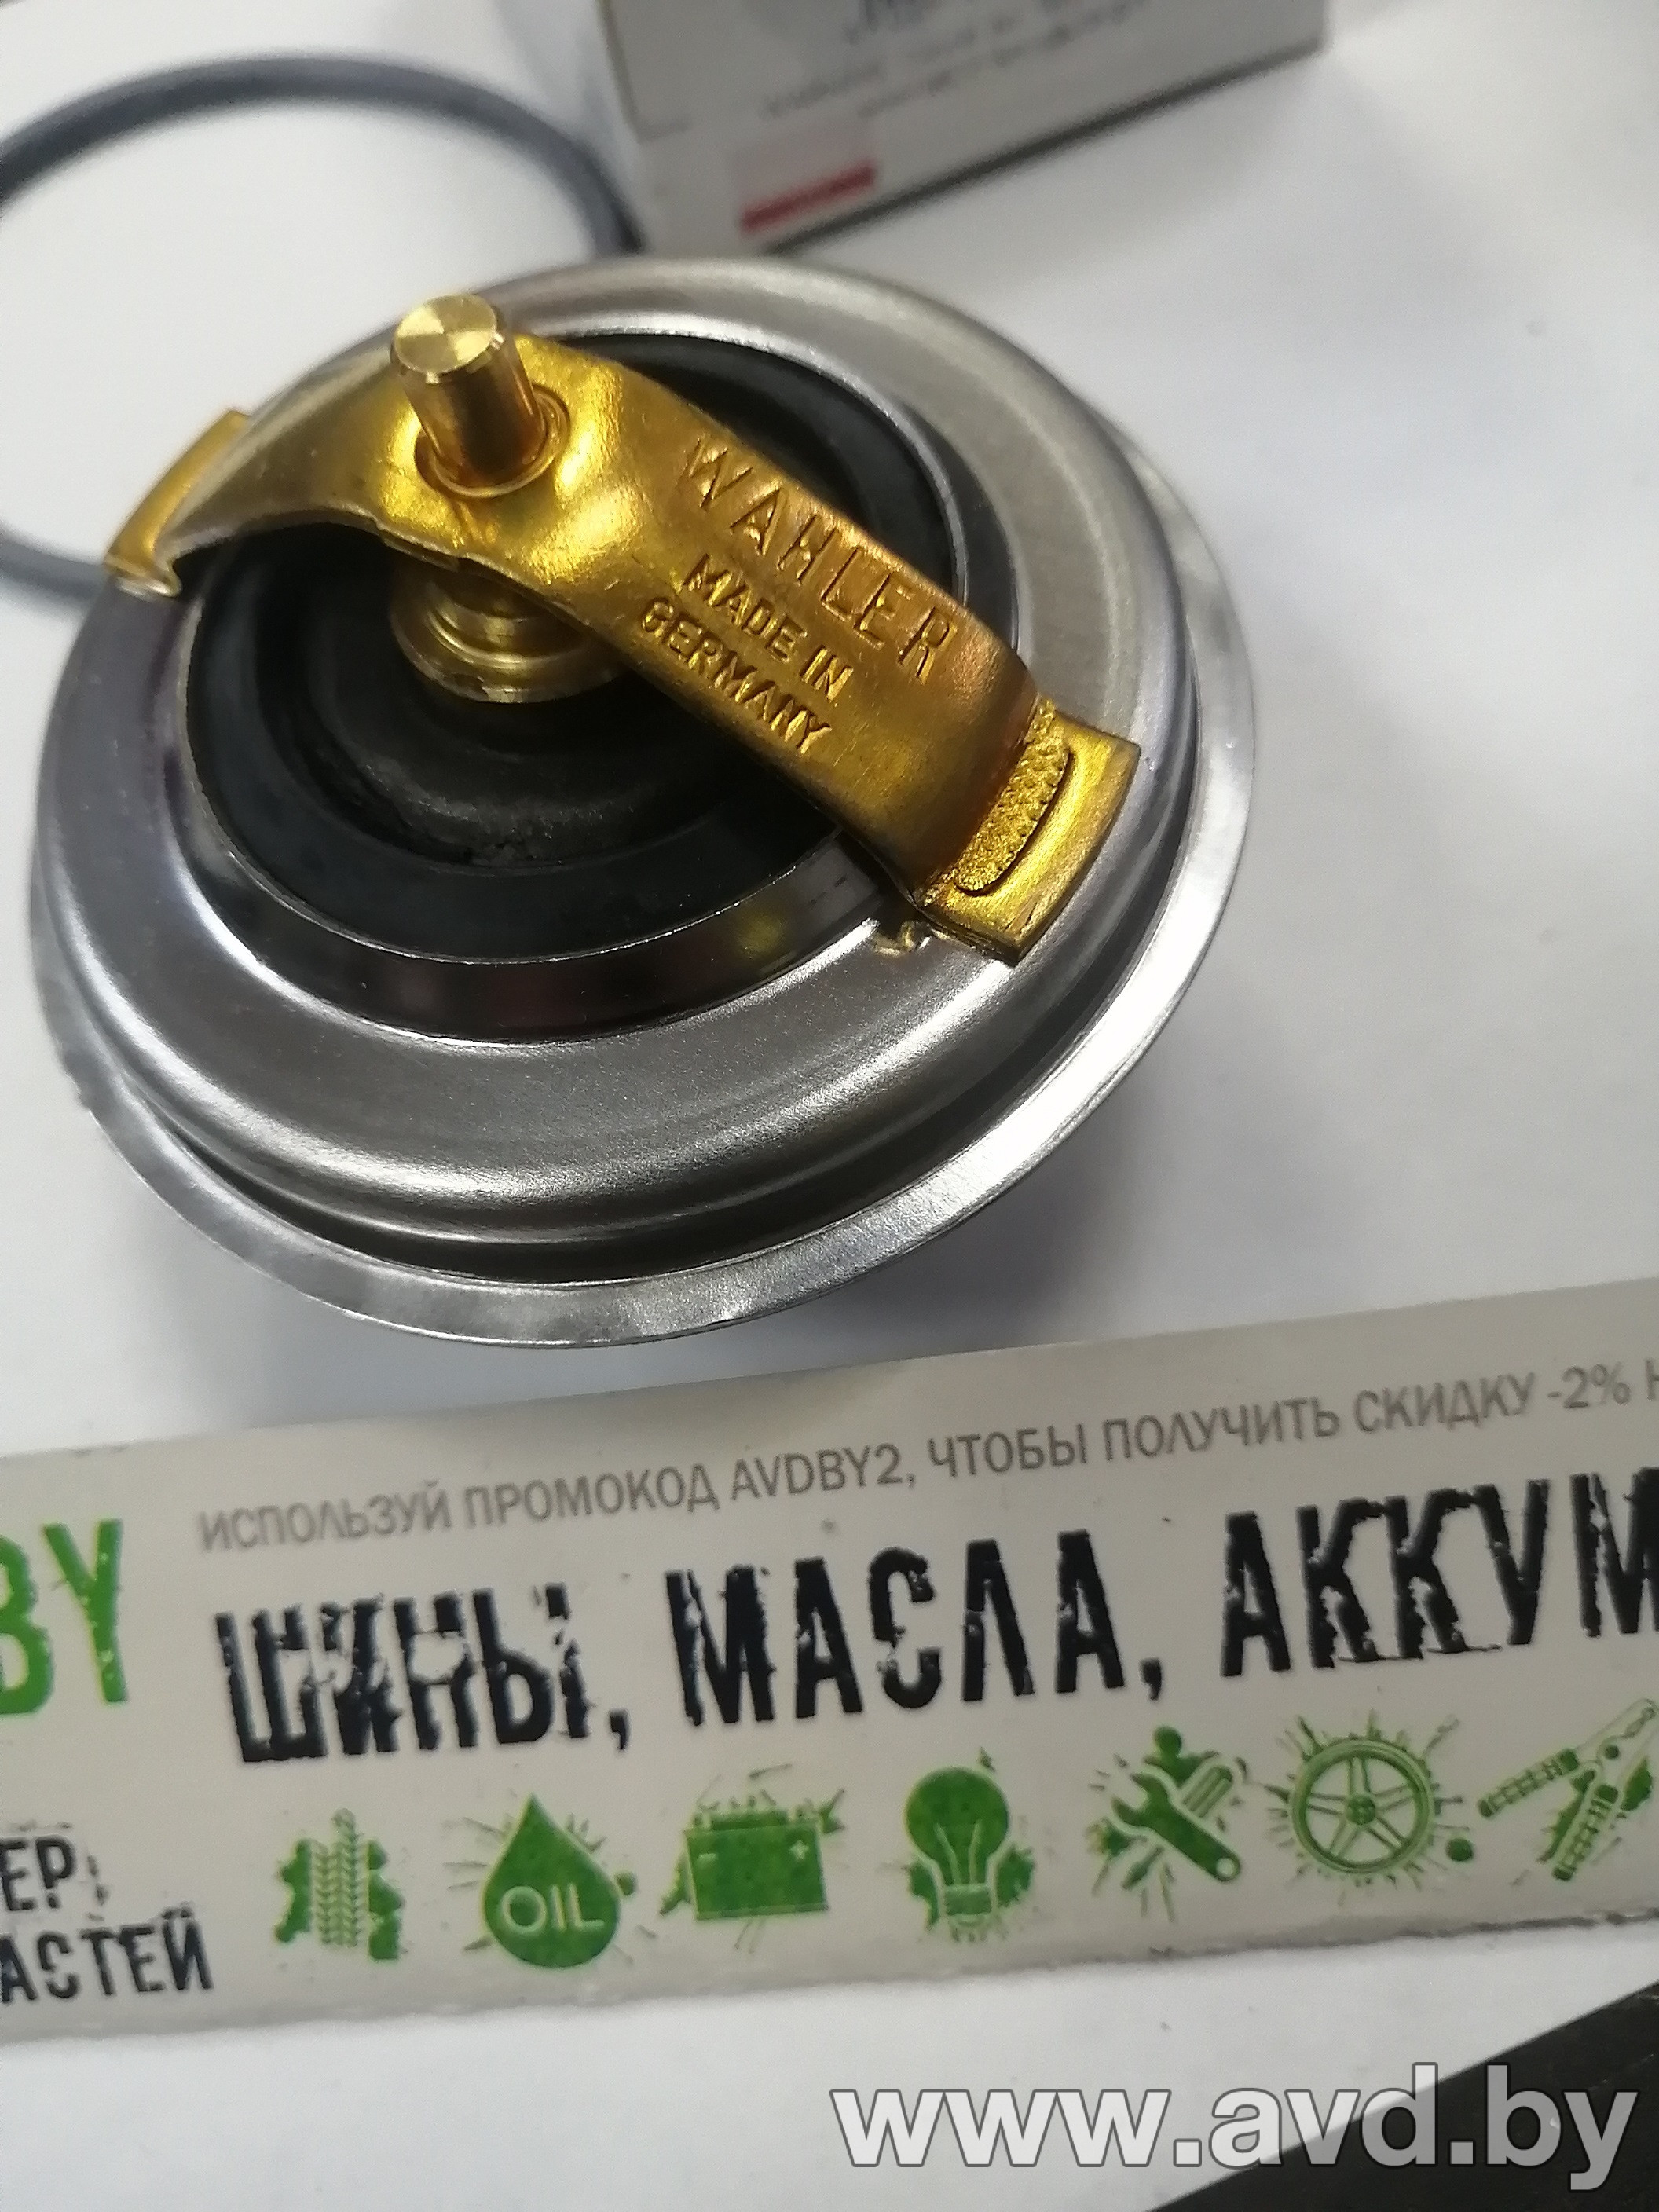 WAHLER
MADE IN
GERMANY
ИСПОЛЬЗУЙ ПРОМОКОД AVDBY2, ЧТОБЫ ПОЛУЧИТЬ СКИДКУ -2% Н
BY
ШИНЫ, МАСЛА, АККУМ
ЕР
АСТЕЙ
OIL
www.avd.by